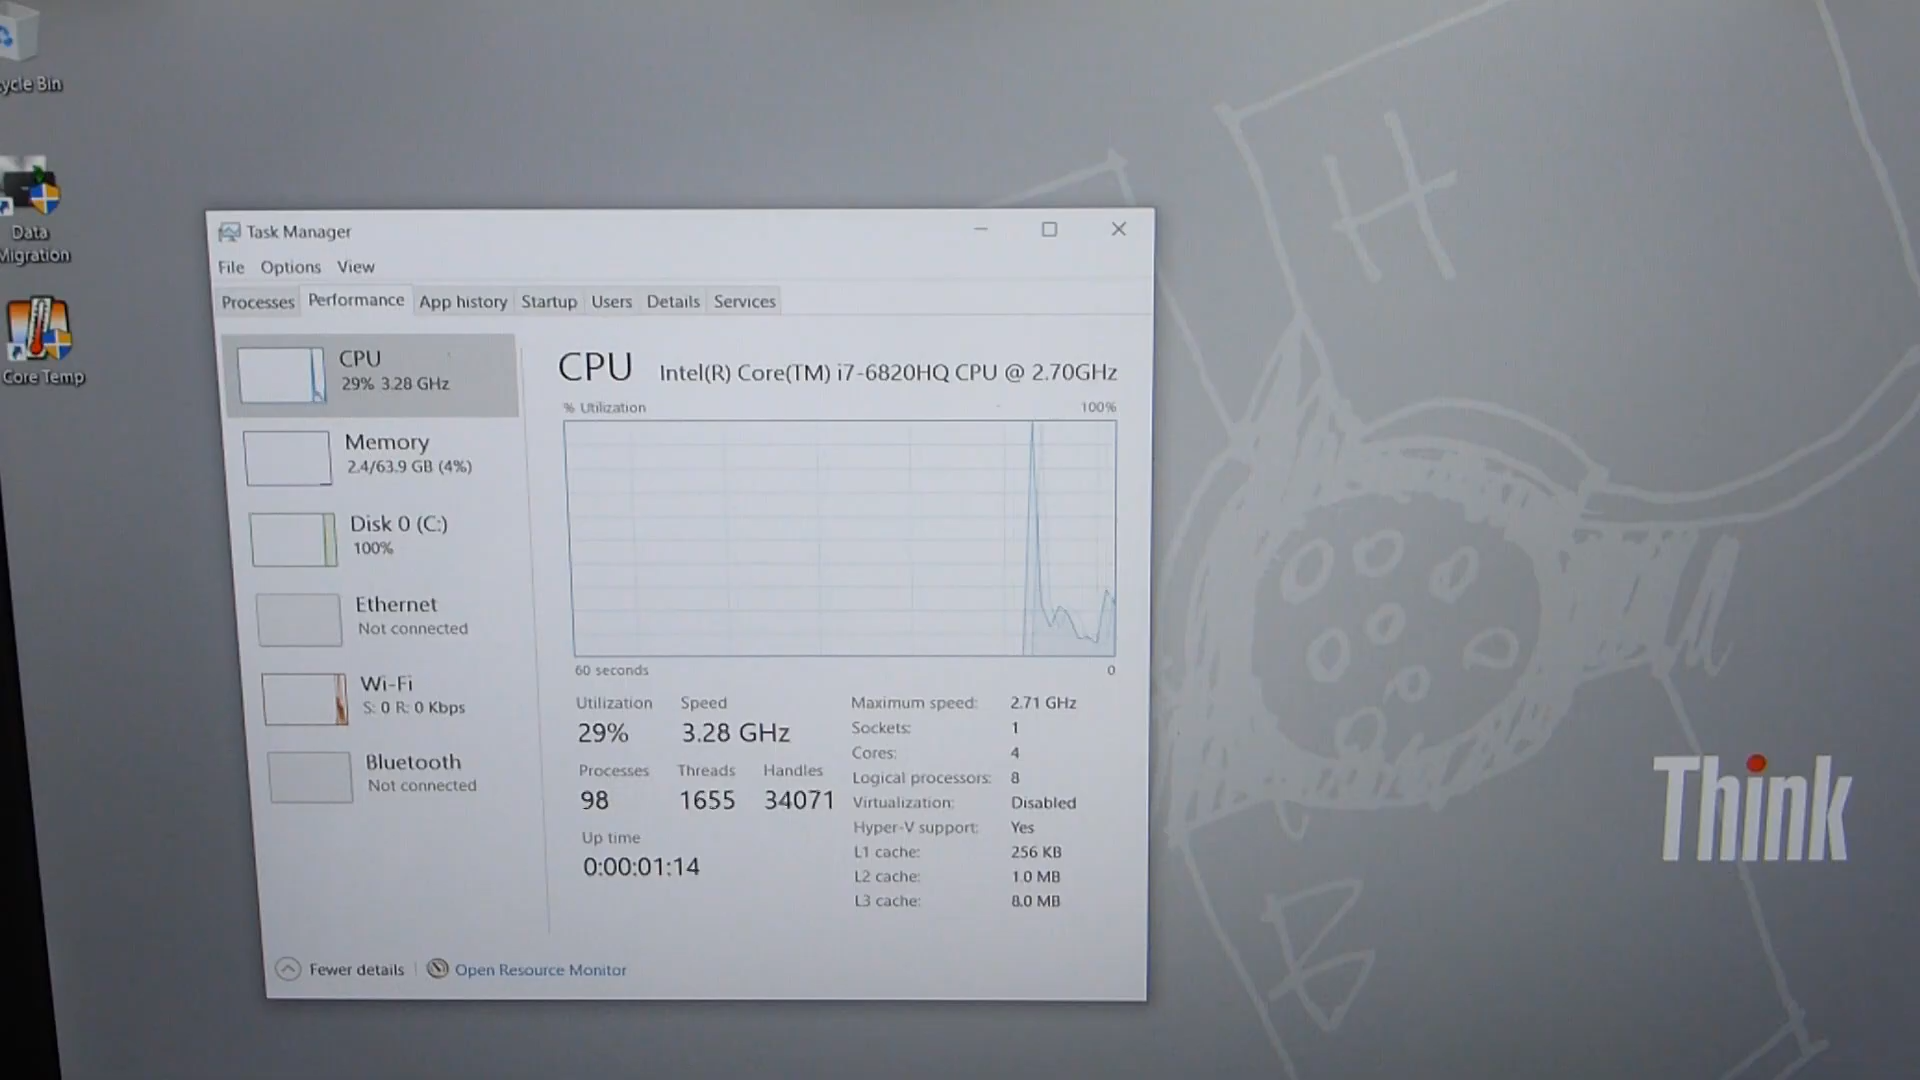 ycle Bin
Data
Migration
Core Temp
Task Manager
File Options View
Processes Performance App history Startup Users Details Services
CPU
29% 3.28 GHz
Memory
2.4/63.9 GB (4%)
Disk 0 (C:)
100%
Ethernet
Not connected
Wi-Fi
S: 0 R: 0 Kbps
Bluetooth
Not connected
CPU Intel(R) Core(TM) i7-6820HQ CPU @ 2.70GHz
% Utilization 100%
60 seconds 0
Utilization Speed
29% 3.28 GHz
Processes Threads Handles
98 1655 34071
Up time
0:00:01:14
Maximum speed: 2.71 GHz
Sockets: 1
Cores: 4
Logical processors: 8
Virtualization: Disabled
Hyper-V support: Yes
L1 cache: 256 KB
L2 cache: 1.0 MB
L3 cache: 8.0 MB
Fewer details Open Resource Monitor
H
B
Think